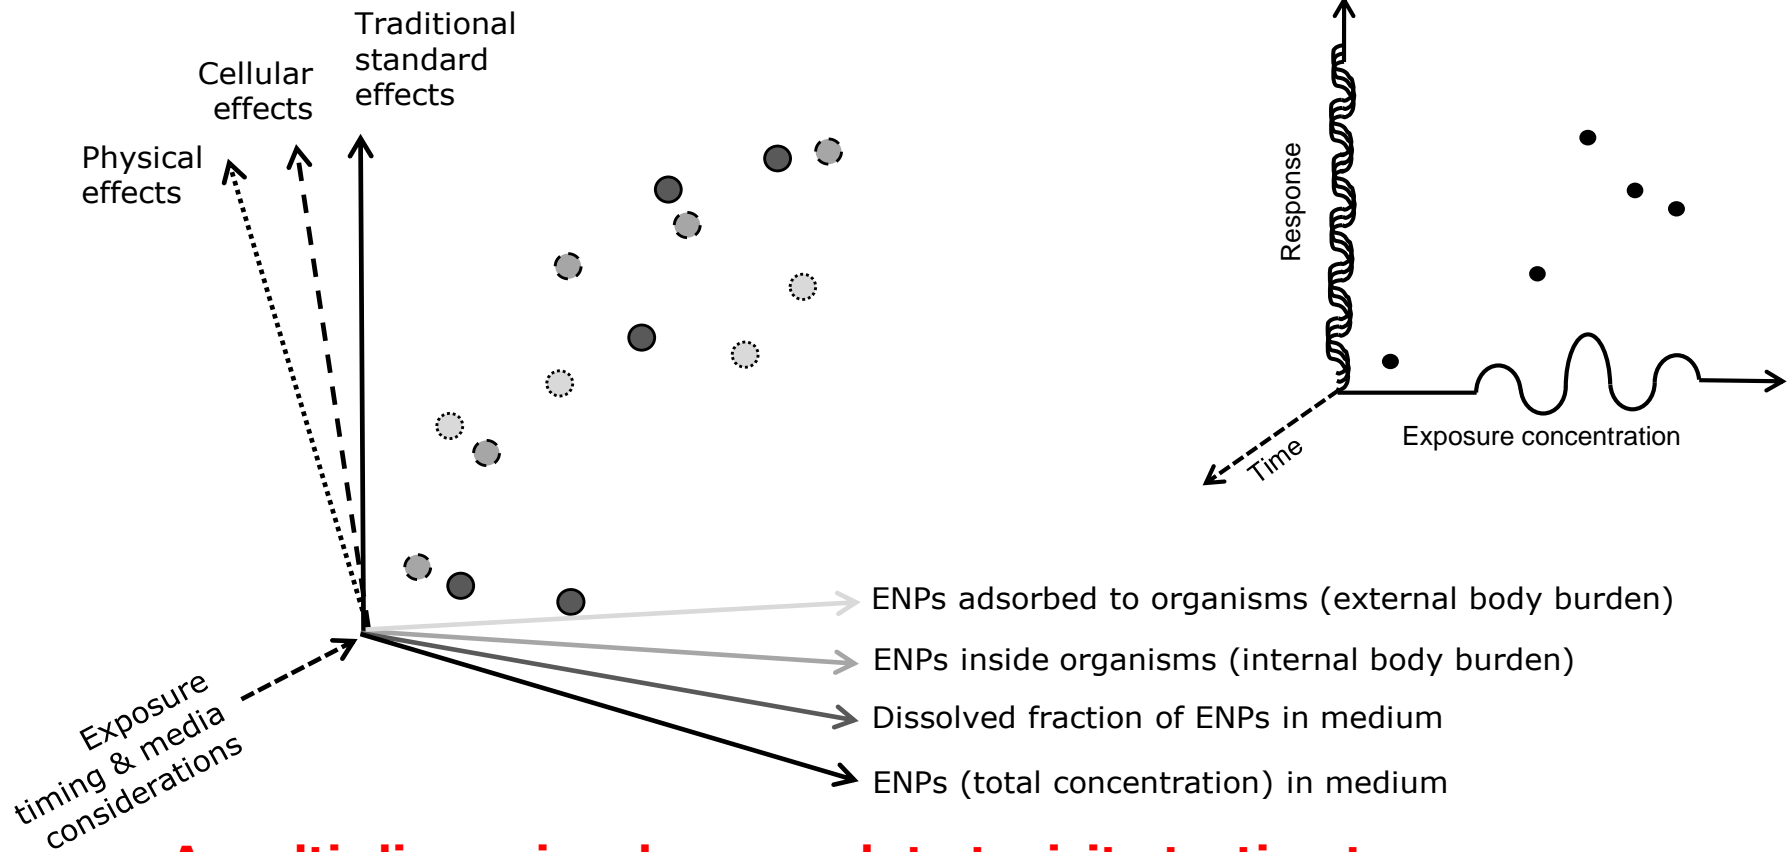 Traditional
standard
effects
Cellular
effects
Physical
effects
Response
Time
Exposure concentration
ENPs adsorbed to organisms (external body burden)
ENPs inside organisms (internal body burden)
Dissolved fraction of ENPs in medium
ENPs (total concentration) in medium
Exposure
timing & media
considerations